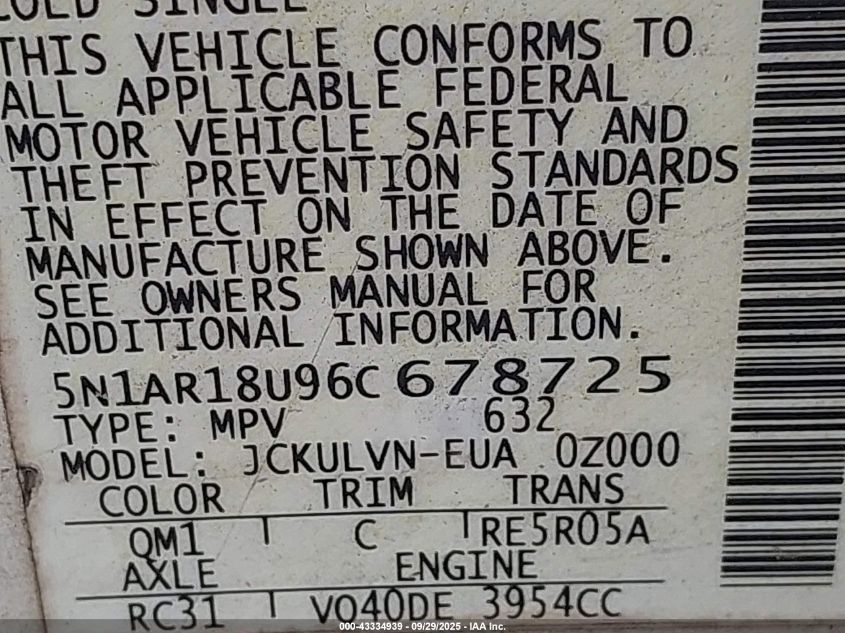 COLD SINGLE
THIS VEHICLE CONFORMS TO
ALL APPLICABLE FEDERAL
MOTOR VEHICLE SAFETY AND
THEFT PREVENTION STANDARDS
IN EFFECT ON THE DATE OF
MANUFACTURE SHOWN ABOVE.
SEE OWNERS MANUAL FOR
ADDITIONAL INFORMATION.
5N1AR18U96C678725
TYPE: MPV 632
MODEL: JCKULVN-EUA 0Z000
COLOR TRIM TRANS
QM1 C RE5R05A
AXLE ENGINE
RC31 VQ40DE 3954CC
000-43334939 - 09/29/2025 - IAA Inc.